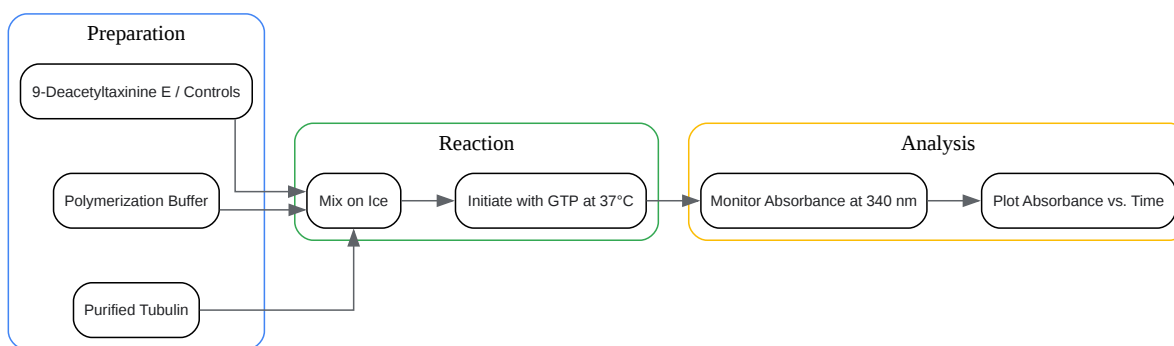 Preparation
9-Deacetyltaxinine E / Controls
Polymerization Buffer
Purified Tubulin
Reaction
Mix on Ice
Initiate with GTP at 37°C
Analysis
Monitor Absorbance at 340 nm
Plot Absorbance vs. Time